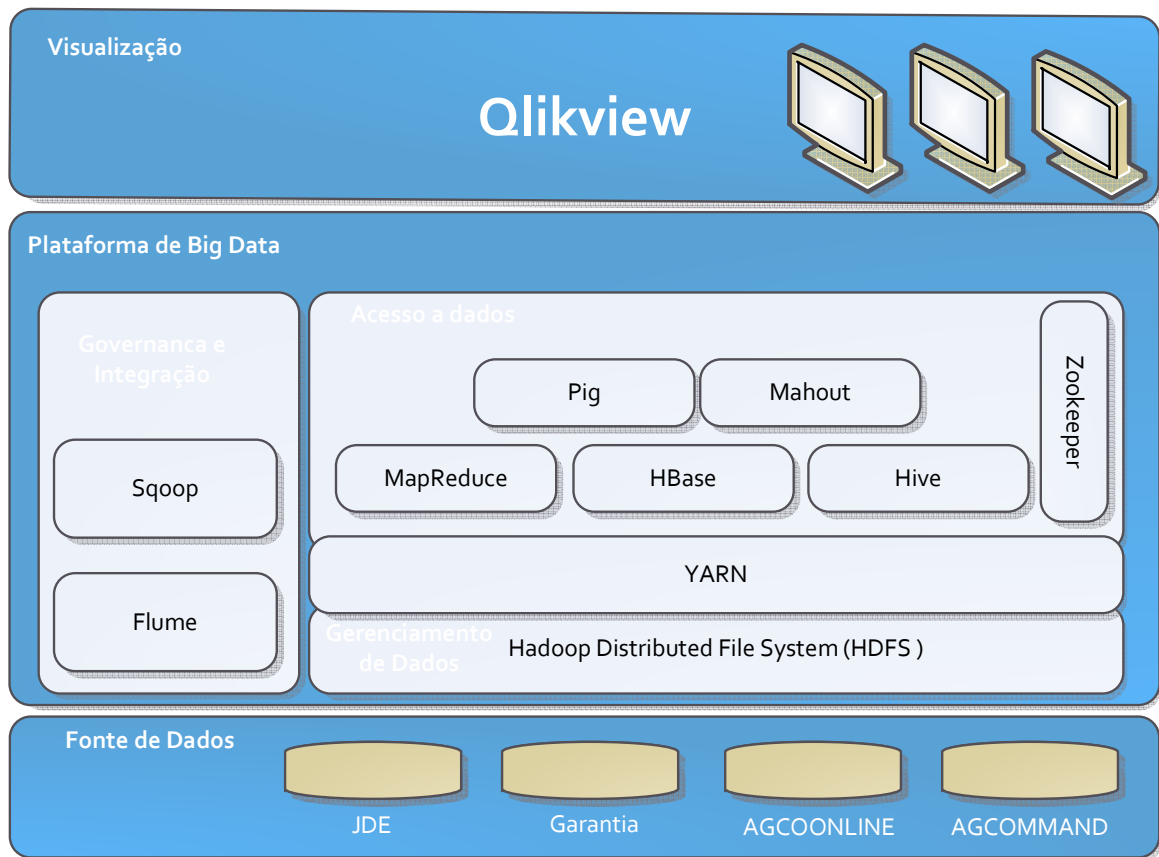 Visualização
Qlikview
Plataforma de Big Data
Governanca e
Integração
Sqoop
Flume
Acesso a dados
Pig
Mahout
MapReduce
HBase
Hive
Zookeeper
YARN
Gerenciamento
de Dados
Hadoop Distributed File System (HDFS )
Fonte de Dados
JDE
Garantia
AGCOONLINE
AGCOMMAND